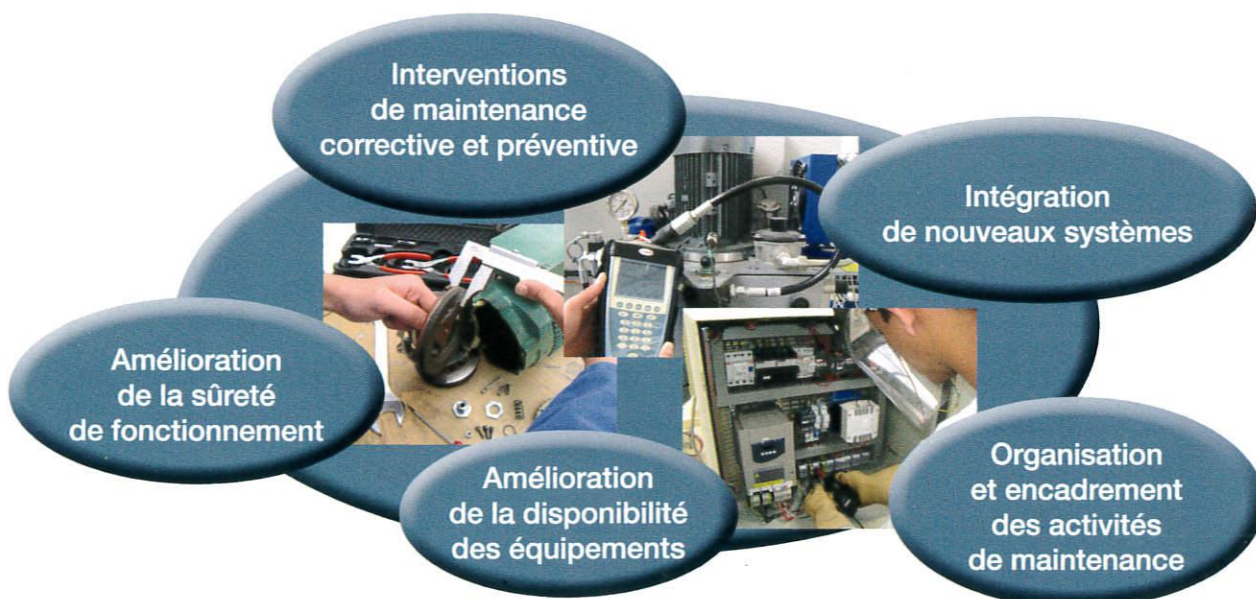 Interventions
de maintenance
corrective et préventive
Intégration
de nouveaux systèmes
Amélioration
de la sûreté
de fonctionnement
Amélioration
de la disponibilité
des équipements
Organisation
et encadrement
des activités
de maintenance